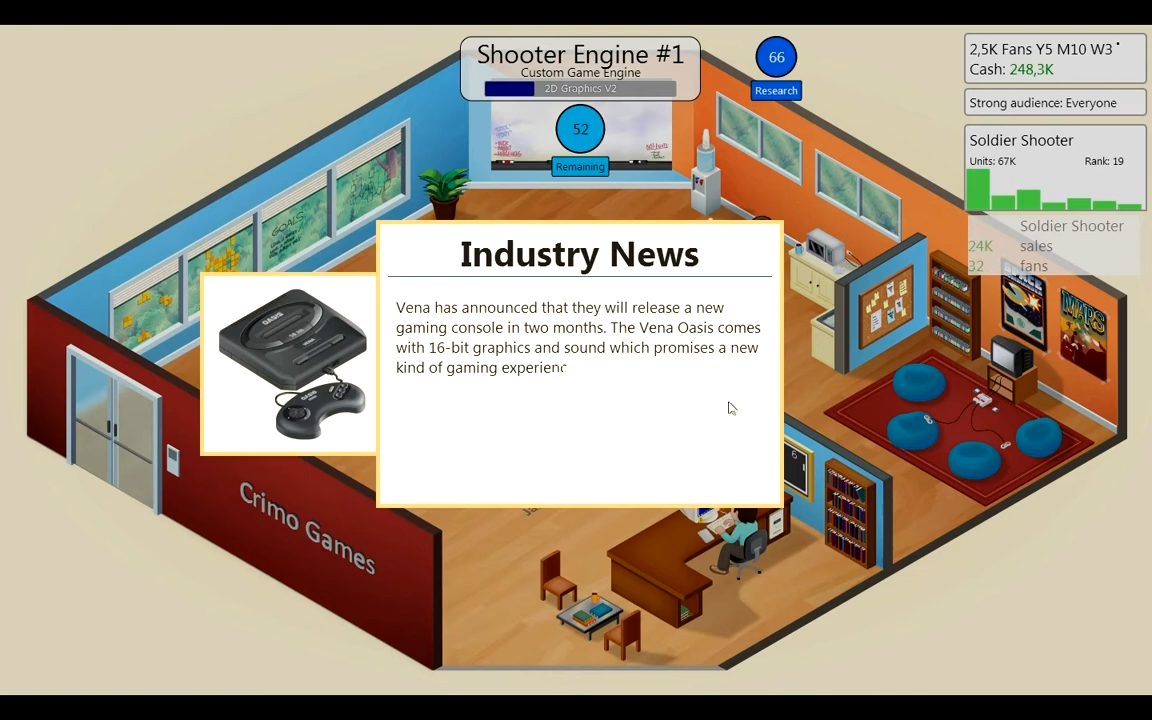 Shooter Engine #1
Custom Game Engine
2D Graphics V2
52
Remaining
66
Research
2,5K Fans Y5 M10 W3
Cash: 248,3K
Strong audience: Everyone
Soldier Shooter
Units: 67K Rank: 19
Soldier Shooter
24K sales
32 fans
Industry News
Vena has announced that they will release a new
gaming console in two months. The Vena Oasis comes
with 16-bit graphics and sound which promises a new
kind of gaming experienc
OASIS
GOALS
MARS
Crimo Games